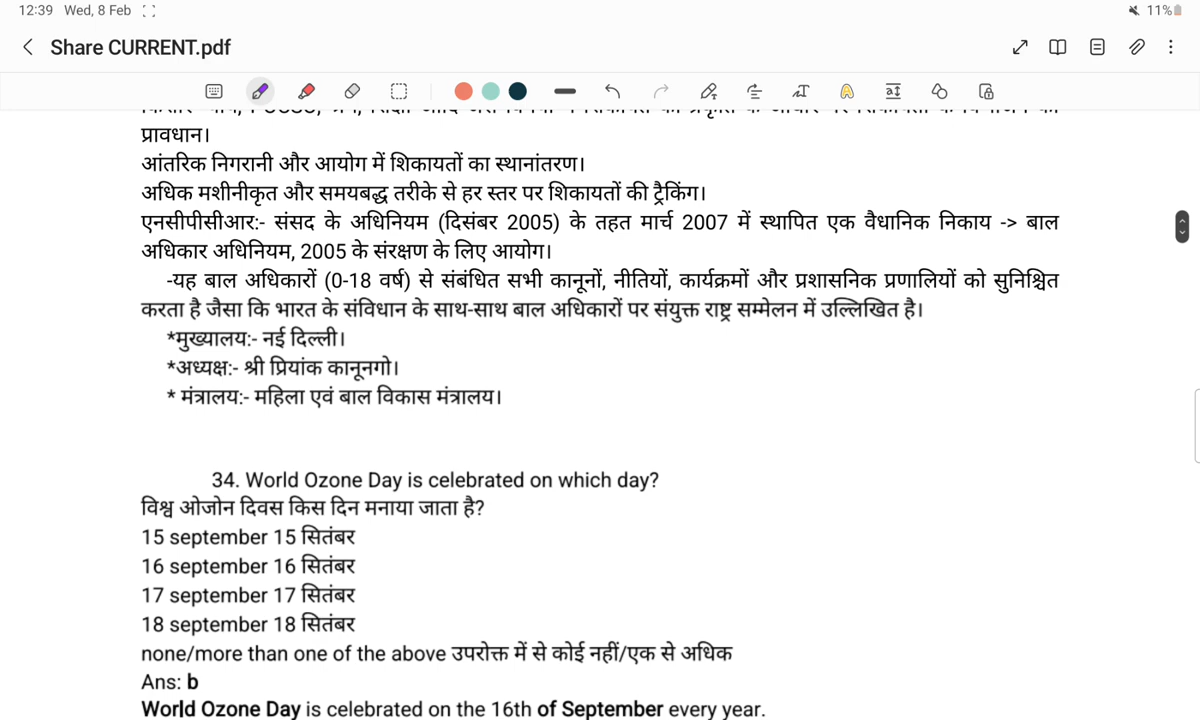 12:39 Wed, 8 Feb 11%
Share CURRENT.pdf
प्रावधान।
आंतरिक निगरानी और आयोग में शिकायतों का स्थानांतरण।
अधिक मशीनीकृत और समयबद्ध तरीके से हर स्तर पर शिकायतों की ट्रैकिंग।
एनसीपीसीआर:- संसद के अधिनियम (दिसंबर 2005) के तहत मार्च 2007 में स्थापित एक वैधानिक निकाय -> बाल
अधिकार अधिनियम, 2005 के संरक्षण के लिए आयोग।
-यह बाल अधिकारों (0-18 वर्ष) से संबंधित सभी कानूनों, नीतियों, कार्यक्रमों और प्रशासनिक प्रणालियों को सुनिश्चित
करता है जैसा कि भारत के संविधान के साथ-साथ बाल अधिकारों पर संयुक्त राष्ट्र सम्मेलन में उल्लिखित है।
*मुख्यालय:- नई दिल्ली।
*अध्यक्ष:- श्री प्रियांक कानूनगो।
* मंत्रालय:- महिला एवं बाल विकास मंत्रालय।
34. World Ozone Day is celebrated on which day?
विश्व ओजोन दिवस किस दिन मनाया जाता है?
15 september 15 सितंबर
16 september 16 सितंबर
17 september 17 सितंबर
18 september 18 सितंबर
none/more than one of the above उपरोक्त में से कोई नहीं/एक से अधिक
Ans: b
World Ozone Day is celebrated on the 16th of September every year.